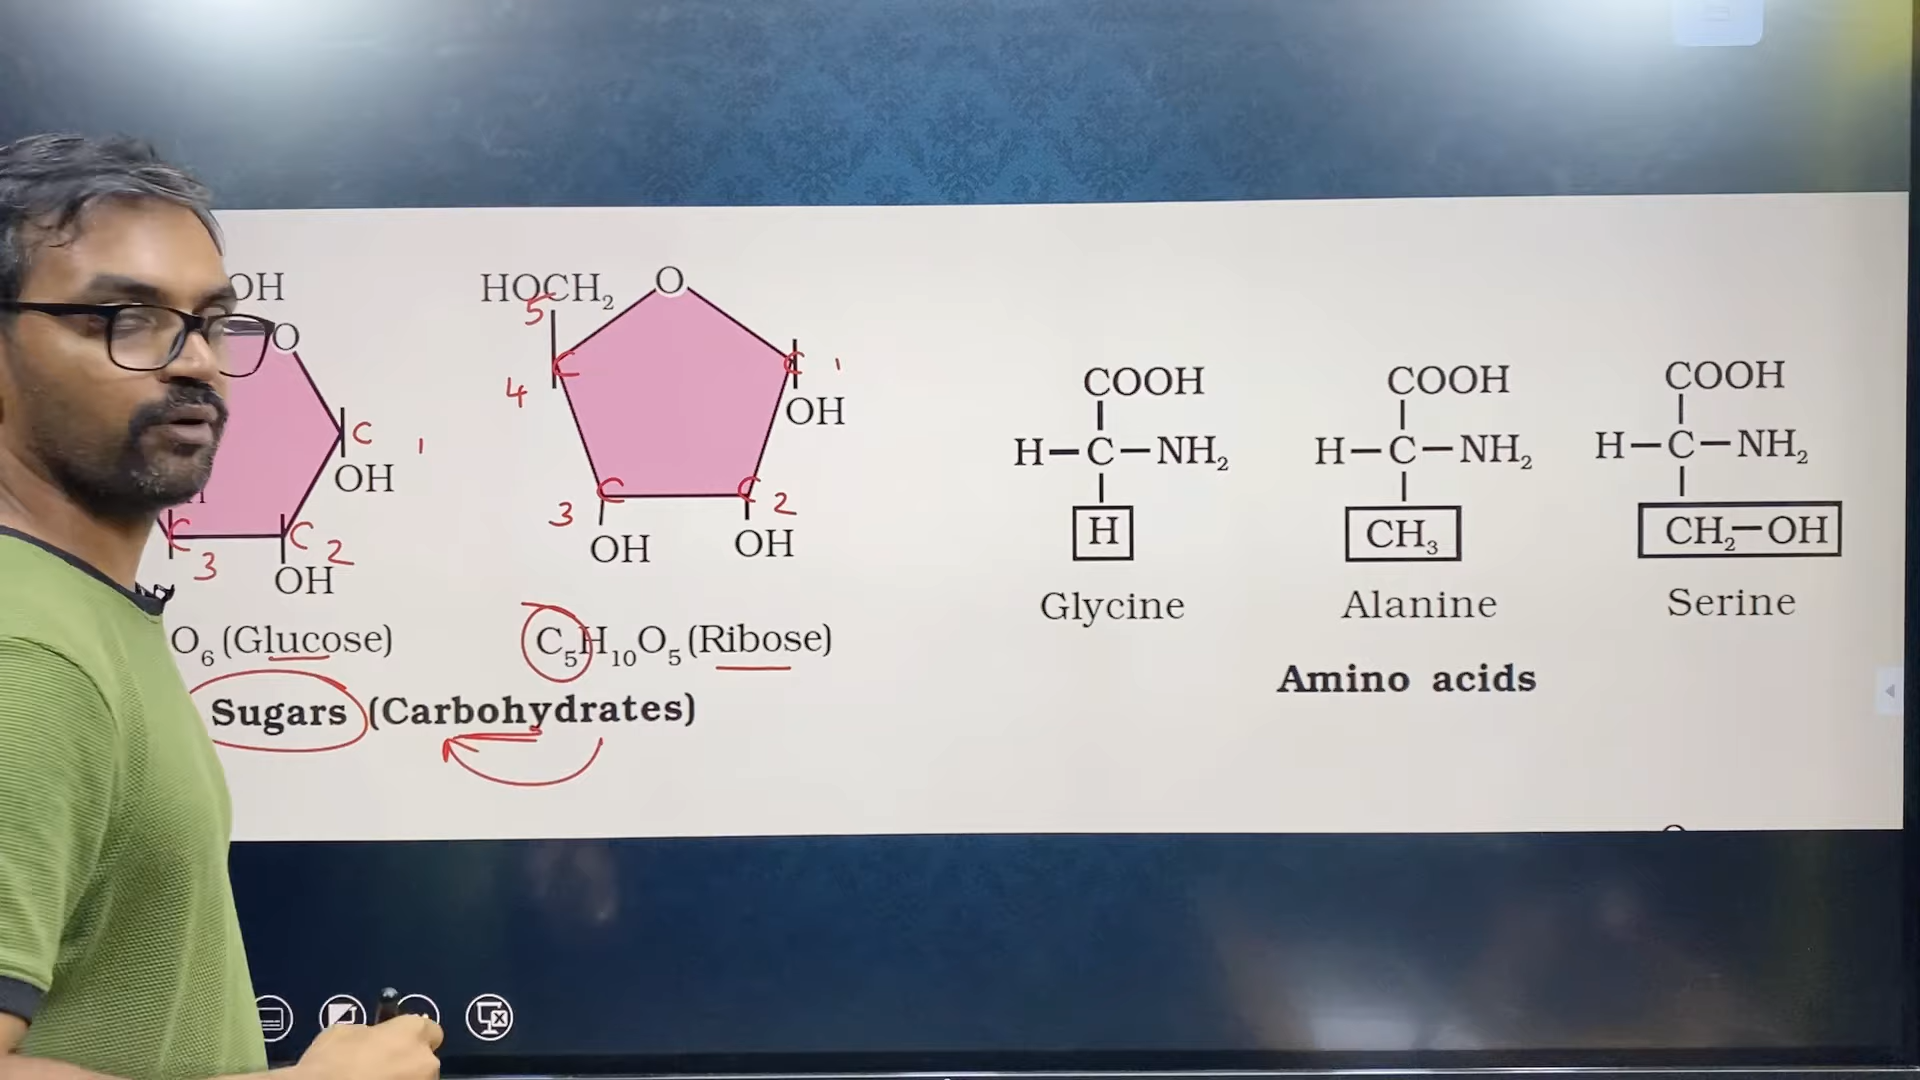 OH
O
C 1
OH
C 3
C 2
OH
O₆ (Glucose)
HOCH₂
O
5
C
4
C 1
OH
C
3
C 2
OH
OH
C₅H₁₀O₅ (Ribose)
Sugars (Carbohydrates)
COOH
H–C–NH₂
H
Glycine
COOH
H–C–NH₂
CH₃
Alanine
COOH
H–C–NH₂
CH₂–OH
Serine
Amino acids